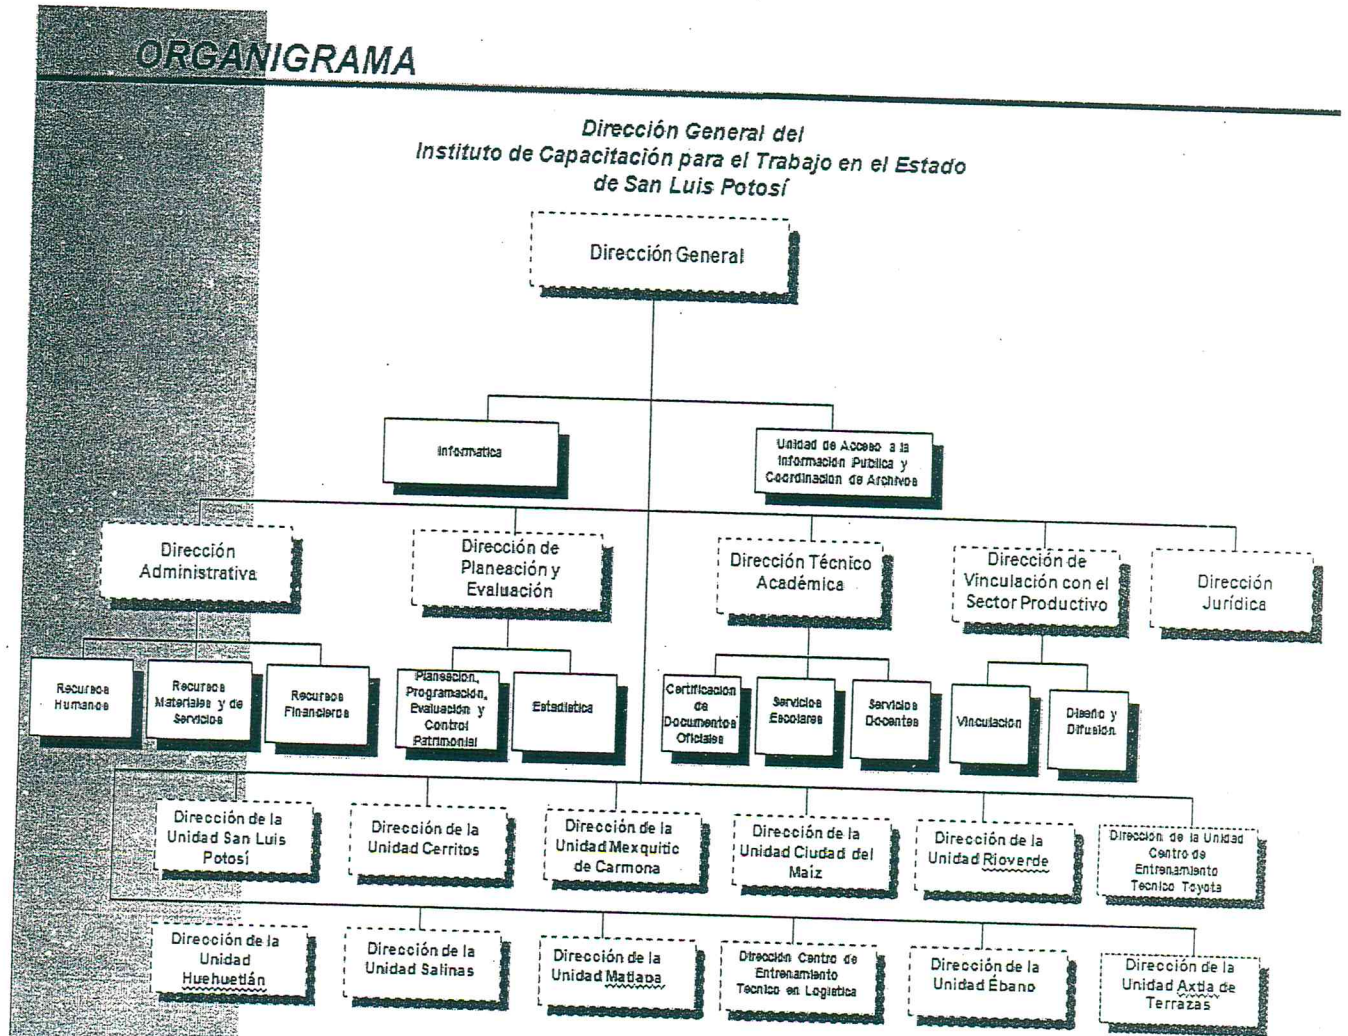 ORGANIGRAMA
Dirección General del
Instituto de Capacitación para el Trabajo en el Estado
de San Luis Potosí
Dirección General
Informatica
Unidad de Acceso a la
Información Publica y
Coordinacion de Archivos
Dirección
Administrativa
Dirección de
Planeación y
Evaluación
Dirección Técnico
Académica
Dirección de
Vinculación con el
Sector Productivo
Dirección
Jurídica
Recursos
Humanos
Recursos
Materiales y de
Servicios
Recursos
Financieros
Planeacion,
Programación,
Evaluación y
Control
Patrimonial
Estadistica
Certificacion
de
Documentos
Oficiales
Servicios
Escolares
Servicios
Docentes
Vinculacion
Diseño y
Difusion
Dirección de la
Unidad San Luis
Potosí
Dirección de la
Unidad Cerritos
Dirección de la
Unidad Mexquitic
de Carmona
Dirección de la
Unidad Ciudad del
Maiz
Dirección de la
Unidad Rioverde
Direccion de la Unidad
Centro de
Entrenamiento
Tecnico Toyota
Dirección de la
Unidad
Huehuetlán
Dirección de la
Unidad Salinas
Dirección de la
Unidad Matlapa
Dirección Centro de
Entrenamiento
Tecnico en Logistica
Dirección de la
Unidad Ébano
Dirección de la
Unidad Axtla de
Terrazas